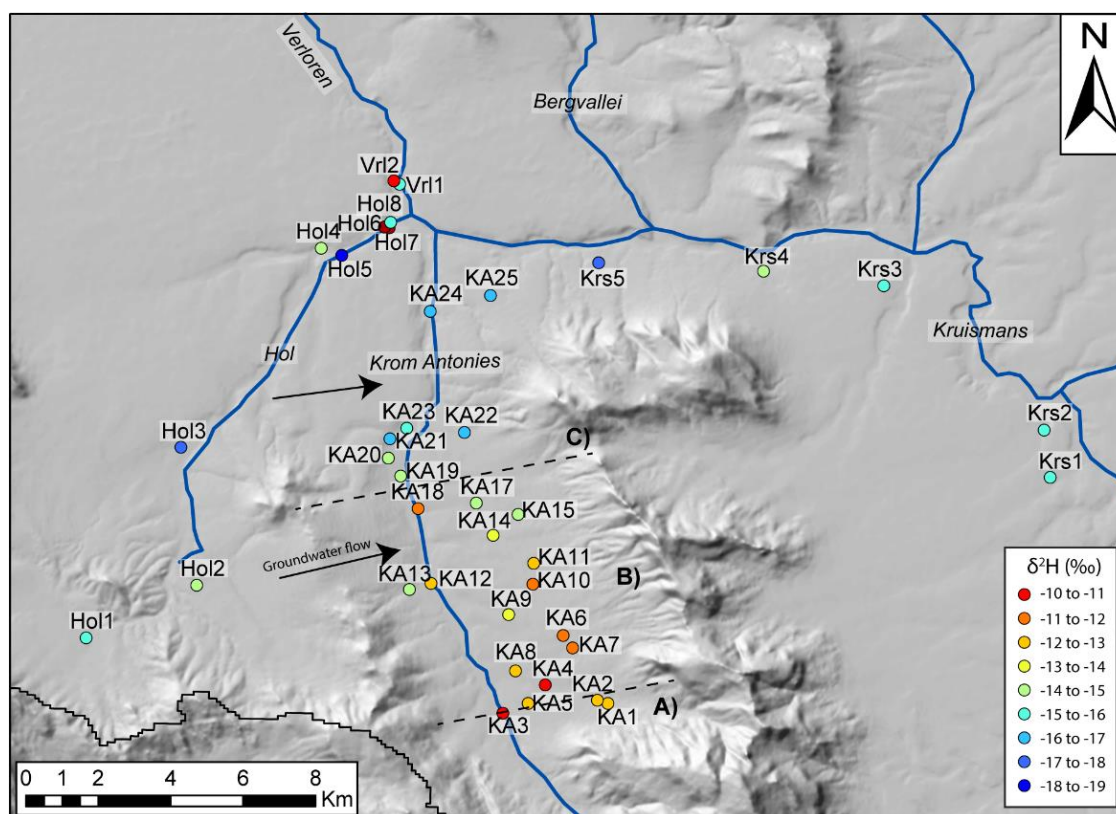 N
Verloren
Bergvallei
Vrl2
Vrl1
Hol8
Hol6
Hol7
Hol4
Hol5
Krs5
Krs4
Krs3
KA25
KA24
Kruismans
Hol
Krom Antonies
Krs2
Krs1
KA23
KA22
C)
KA21
KA20
Hol3
KA19
KA18
KA17
KA15
KA14
Groundwater flow
KA11
B)
KA10
KA12
KA13
Hol2
KA9
Hol1
KA6
KA7
KA8
KA4
KA2
A)
KA5
KA1
KA3
δ²H (‰)
-10 to -11
-11 to -12
-12 to -13
-13 to -14
-14 to -15
-15 to -16
-16 to -17
-17 to -18
-18 to -19
0 1 2 4 6 8
Km